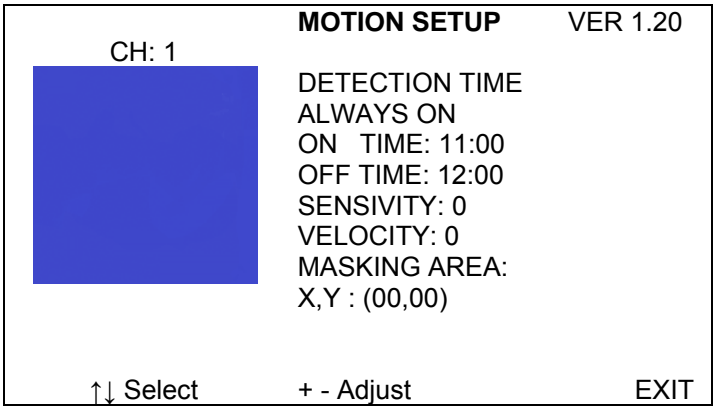 MOTION SETUP VER 1.20
CH: 1
DETECTION TIME
ALWAYS ON
ON TIME: 11:00
OFF TIME: 12:00
SENSIVITY: 0
VELOCITY: 0
MASKING AREA:
X,Y : (00,00)
↑↓ Select + - Adjust EXIT